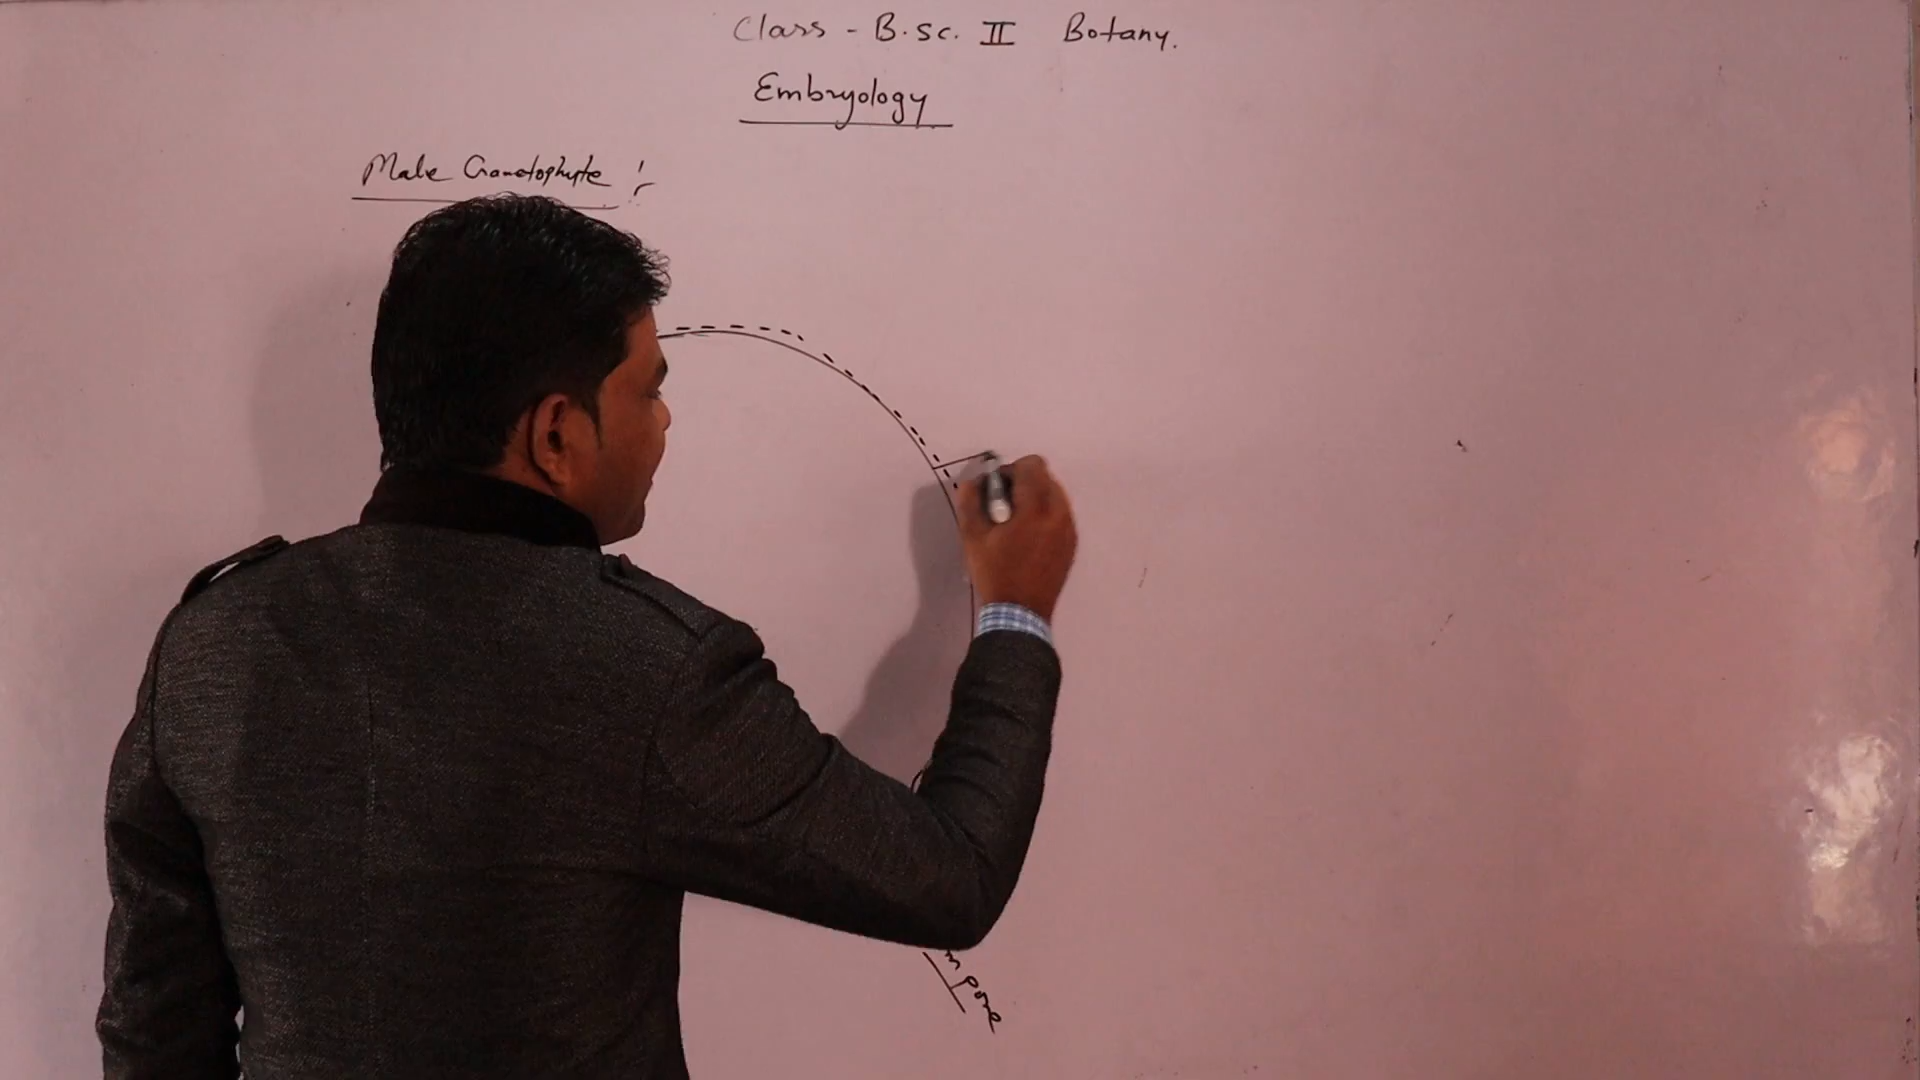 Class - B.Sc. II Botany.
Embryology
Male Gametophyte :-
m pore